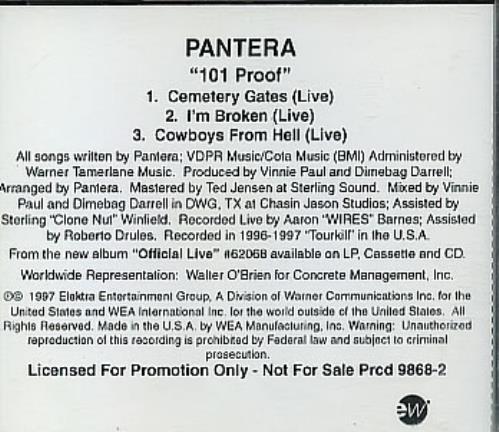 PANTERA
"101 Proof"
1. Cemetery Gates (Live)
2. I'm Broken (Live)
3. Cowboys From Hell (Live)
All songs written by Pantera; VDPR Music/Cota Music (BMI) Administered by
Warner Tamerlane Music. Produced by Vinnie Paul and Dimebag Darrell;
Arranged by Pantera. Mastered by Ted Jensen at Sterling Sound. Mixed by Vinnie
Paul and Dimebag Darrell in DWG, TX at Chasin Jason Studios; Assisted by
Sterling "Clone Nut" Winfield. Recorded Live by Aaron "WIRES" Barnes; Assisted
by Roberto Drules. Recorded in 1996-1997 "Tourkill" in the U.S.A.
From the new album "Official Live" #62068 available on LP, Cassette and CD.
Worldwide Representation: Walter O'Brien for Concrete Management, Inc.
℗© 1997 Elektra Entertainment Group, A Division of Warner Communications Inc. for the
United States and WEA International Inc. for the world outside of the United States. All
Rights Reserved. Made in the U.S.A. by WEA Manufacturing, Inc. Warning: Unauthorized
reproduction of this recording is prohibited by Federal law and subject to criminal
prosecution.
Licensed For Promotion Only - Not For Sale Prcd 9868-2
ew